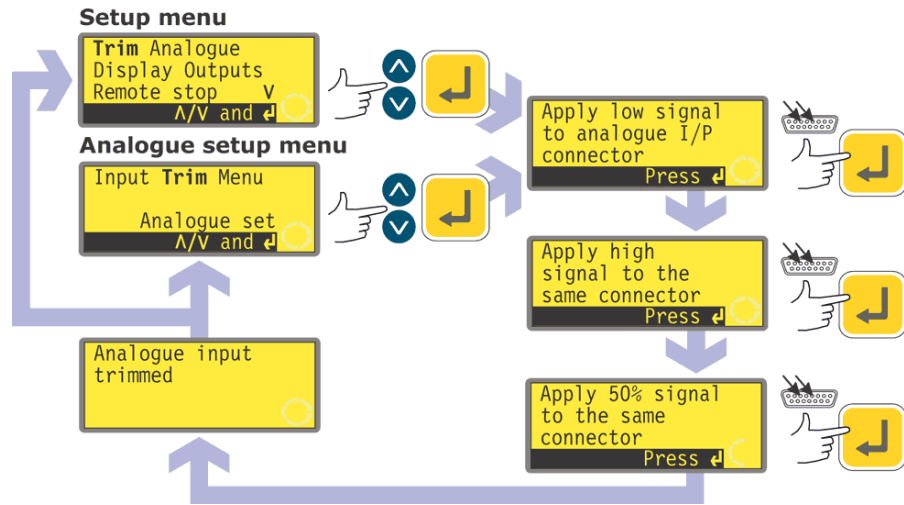 Setup menu
Trim Analogue
Display Outputs
Remote stop V
Λ/V and ↲
Analogue setup menu
Input Trim Menu
Analogue set
Λ/V and ↲
Apply low signal
to analogue I/P
connector
Press ↲
Apply high
signal to the
same connector
Press ↲
Apply 50% signal
to the same
connector
Press ↲
Analogue input
trimmed